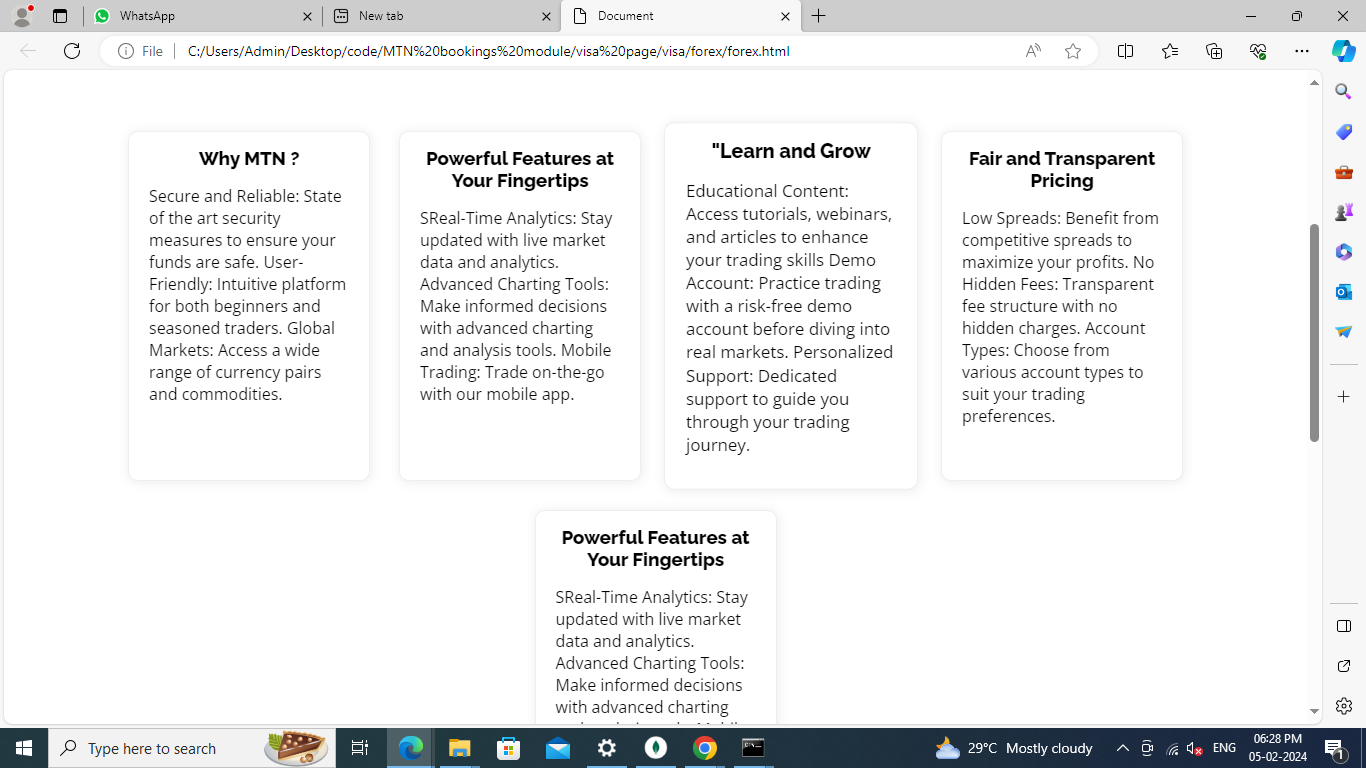 WhatsApp
New tab
Document
File
C:/Users/Admin/Desktop/code/MTN%20bookings%20module/visa%20page/visa/forex/forex.html
Why MTN ?
Secure and Reliable: State
of the art security
measures to ensure your
funds are safe. User-
Friendly: Intuitive platform
for both beginners and
seasoned traders. Global
Markets: Access a wide
range of currency pairs
and commodities.
Powerful Features at
Your Fingertips
SReal-Time Analytics: Stay
updated with live market
data and analytics.
Advanced Charting Tools:
Make informed decisions
with advanced charting
and analysis tools. Mobile
Trading: Trade on-the-go
with our mobile app.
"Learn and Grow
Educational Content:
Access tutorials, webinars,
and articles to enhance
your trading skills Demo
Account: Practice trading
with a risk-free demo
account before diving into
real markets. Personalized
Support: Dedicated
support to guide you
through your trading
journey.
Fair and Transparent
Pricing
Low Spreads: Benefit from
competitive spreads to
maximize your profits. No
Hidden Fees: Transparent
fee structure with no
hidden charges. Account
Types: Choose from
various account types to
suit your trading
preferences.
Powerful Features at
Your Fingertips
SReal-Time Analytics: Stay
updated with live market
data and analytics.
Advanced Charting Tools:
Make informed decisions
with advanced charting
Type here to search
29°C Mostly cloudy
ENG
06:28 PM
05-02-2024
1